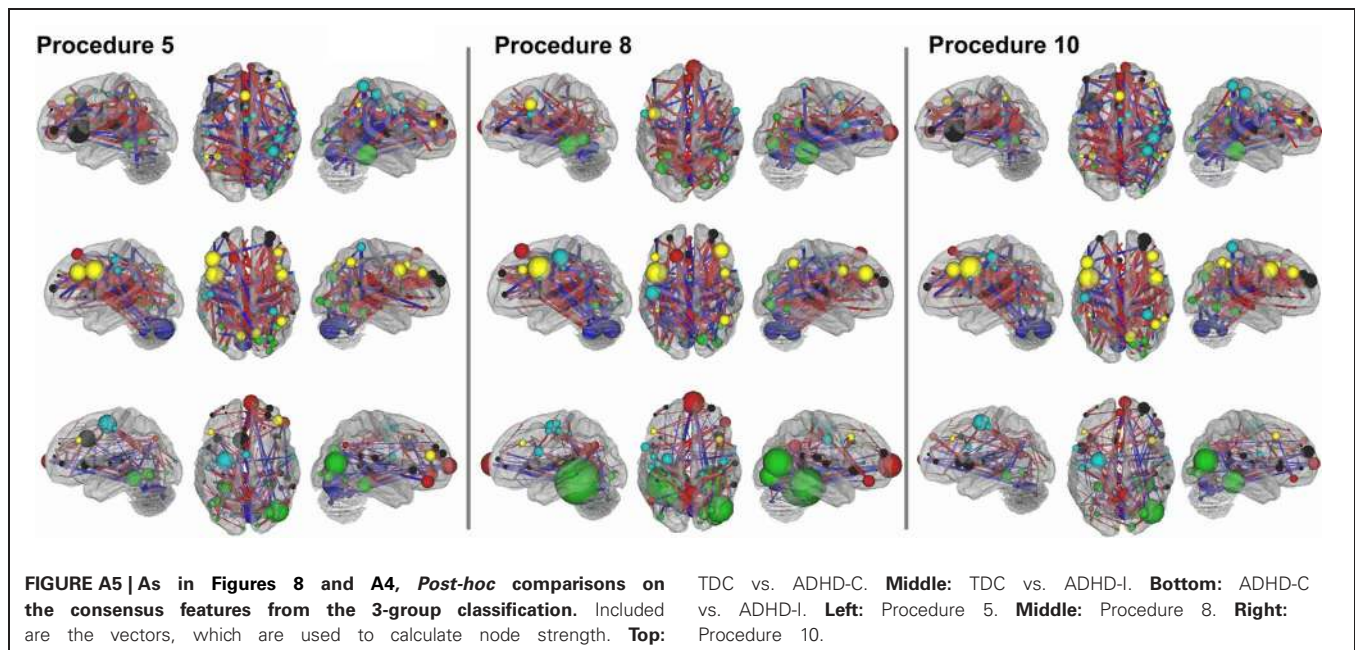 Procedure 5
Procedure 8
Procedure 10
FIGURE A5 | As in Figures 8 and A4, Post-hoc comparisons on
the consensus features from the 3-group classification. Included
are the vectors, which are used to calculate node strength. Top:
TDC vs. ADHD-C. Middle: TDC vs. ADHD-I. Bottom: ADHD-C
vs. ADHD-I. Left: Procedure 5. Middle: Procedure 8. Right:
Procedure 10.